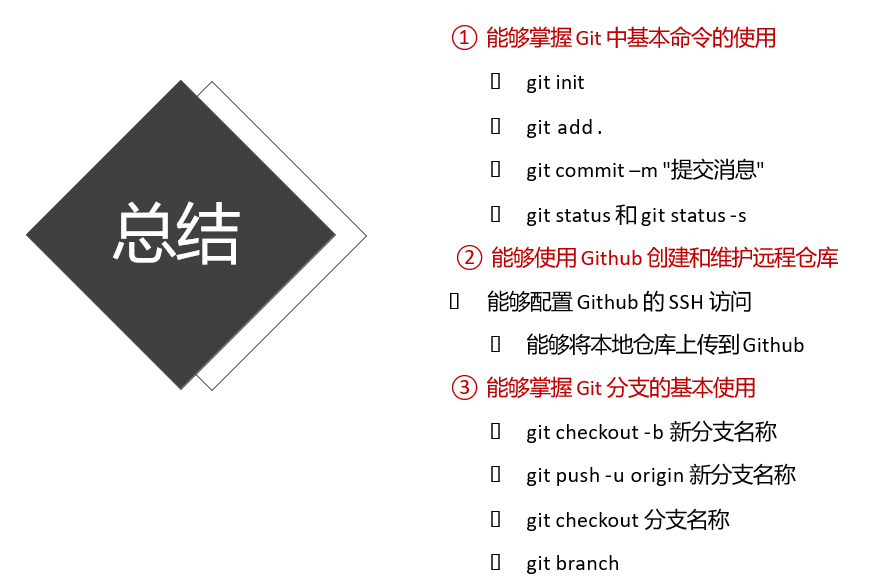 总结
① 能够掌握 Git 中基本命令的使用
git init
git add .
git commit –m "提交消息"
git status 和 git status -s
② 能够使用 Github 创建和维护远程仓库
能够配置 Github 的 SSH 访问
能够将本地仓库上传到 Github
③ 能够掌握 Git 分支的基本使用
git checkout -b 新分支名称
git push -u origin 新分支名称
git checkout 分支名称
git branch